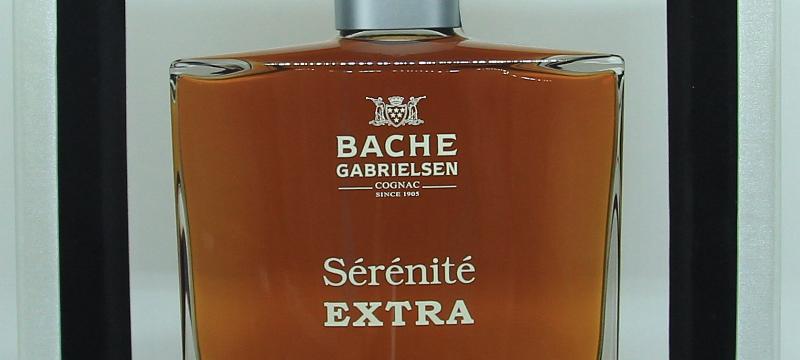 BACHE
GABRIELSEN
COGNAC
SINCE 1905
Sérénité
EXTRA